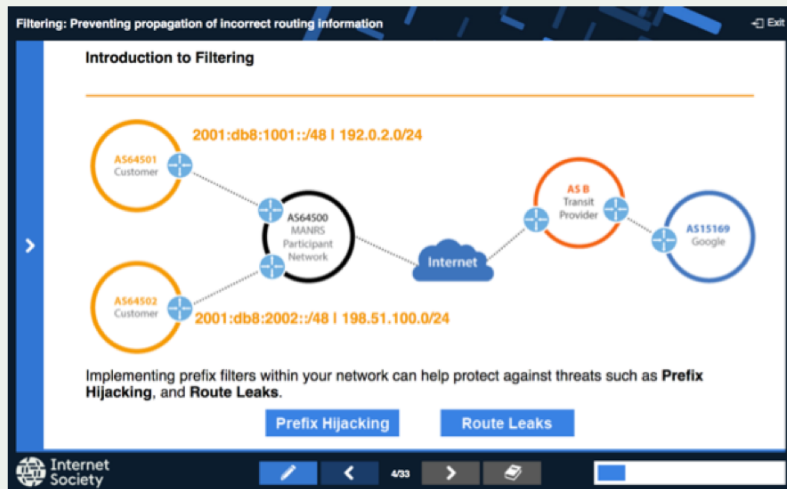 Filtering: Preventing propagation of incorrect routing information
Exit
Introduction to Filtering
2001:db8:1001::/48 | 192.0.2.0/24
AS64501
Customer
AS64500
MANRS
Participant
Network
AS B
Transit
Provider
AS15169
Google
Internet
AS64502
Customer
2001:db8:2002::/48 | 198.51.100.0/24
Implementing prefix filters within your network can help protect against threats such as Prefix
Hijacking, and Route Leaks.
Prefix Hijacking
Route Leaks
Internet
Society
4/33